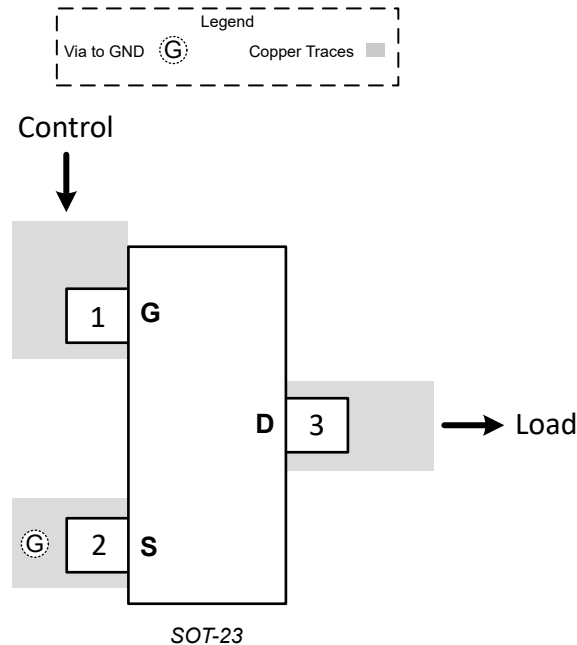 Legend
Via to GND G Copper Traces
Control
1 G
D 3 Load
G 2 S
SOT-23